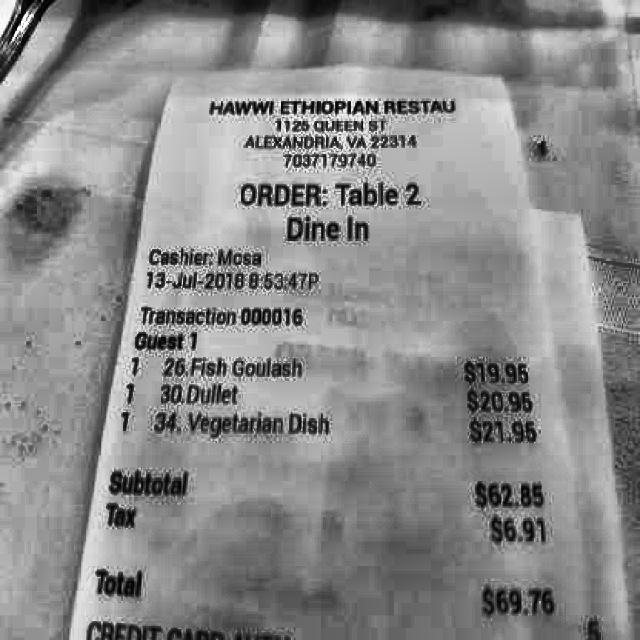 HAWWI ETHIOPIAN RESTAU
1125 QUEEN ST
ALEXANDRIA, VA 22314
7037179740
ORDER: Table 2
Dine In
Cashier: Mosa
13-Jul-2018 8:53:47P
Transaction 000016
Guest 1
1 26.Fish Goulash $19.95
1 30.Dullet $20.95
1 34. Vegetarian Dish $21.95
Subtotal $62.85
Tax $6.91
Total $69.76
CREDIT CARD